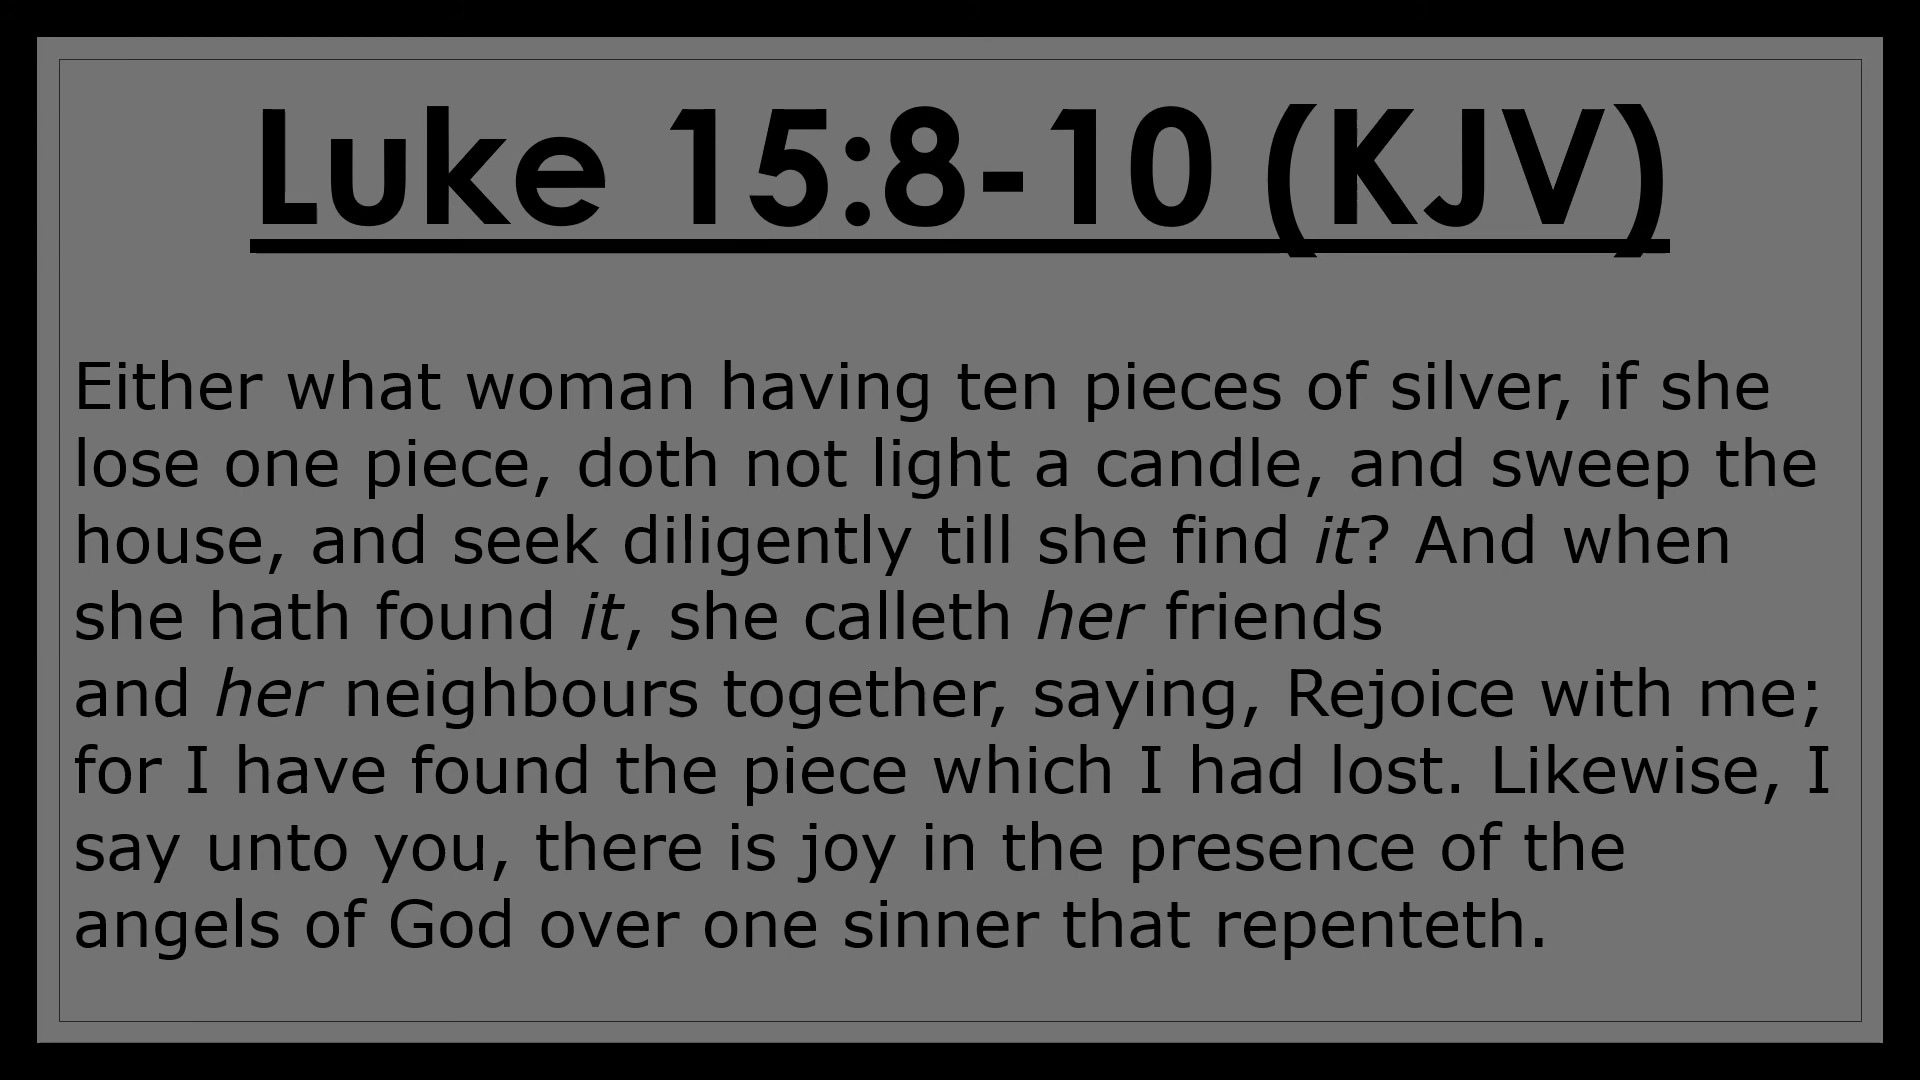 Luke 15:8-10 (KJV)
Either what woman having ten pieces of silver, if she
lose one piece, doth not light a candle, and sweep the
house, and seek diligently till she find it? And when
she hath found it, she calleth her friends
and her neighbours together, saying, Rejoice with me;
for I have found the piece which I had lost. Likewise, I
say unto you, there is joy in the presence of the
angels of God over one sinner that repenteth.